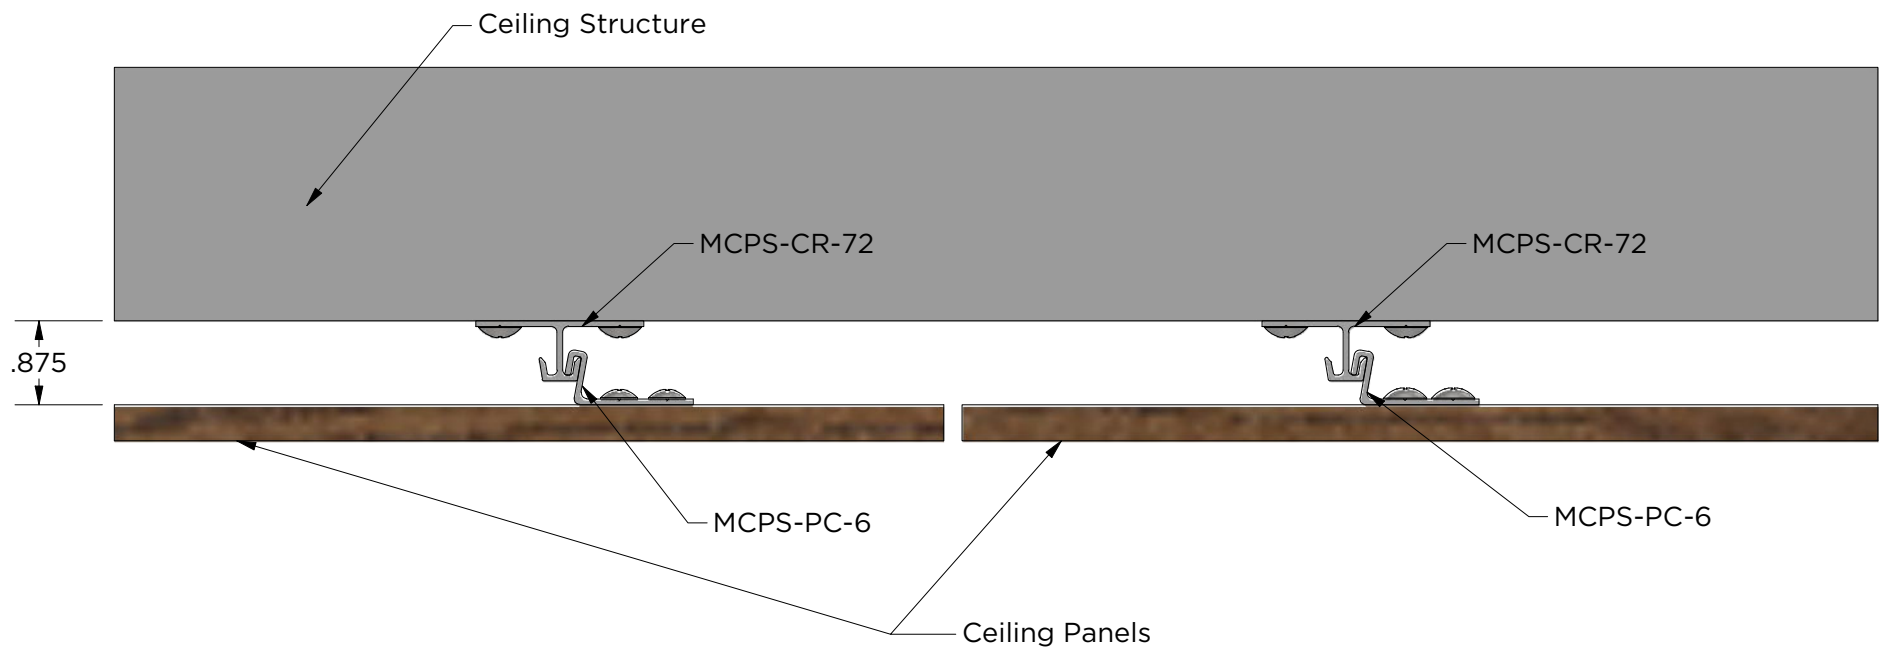 Ceiling Structure
MCPS-CR-72
MCPS-CR-72
.875
MCPS-PC-6
MCPS-PC-6
Ceiling Panels